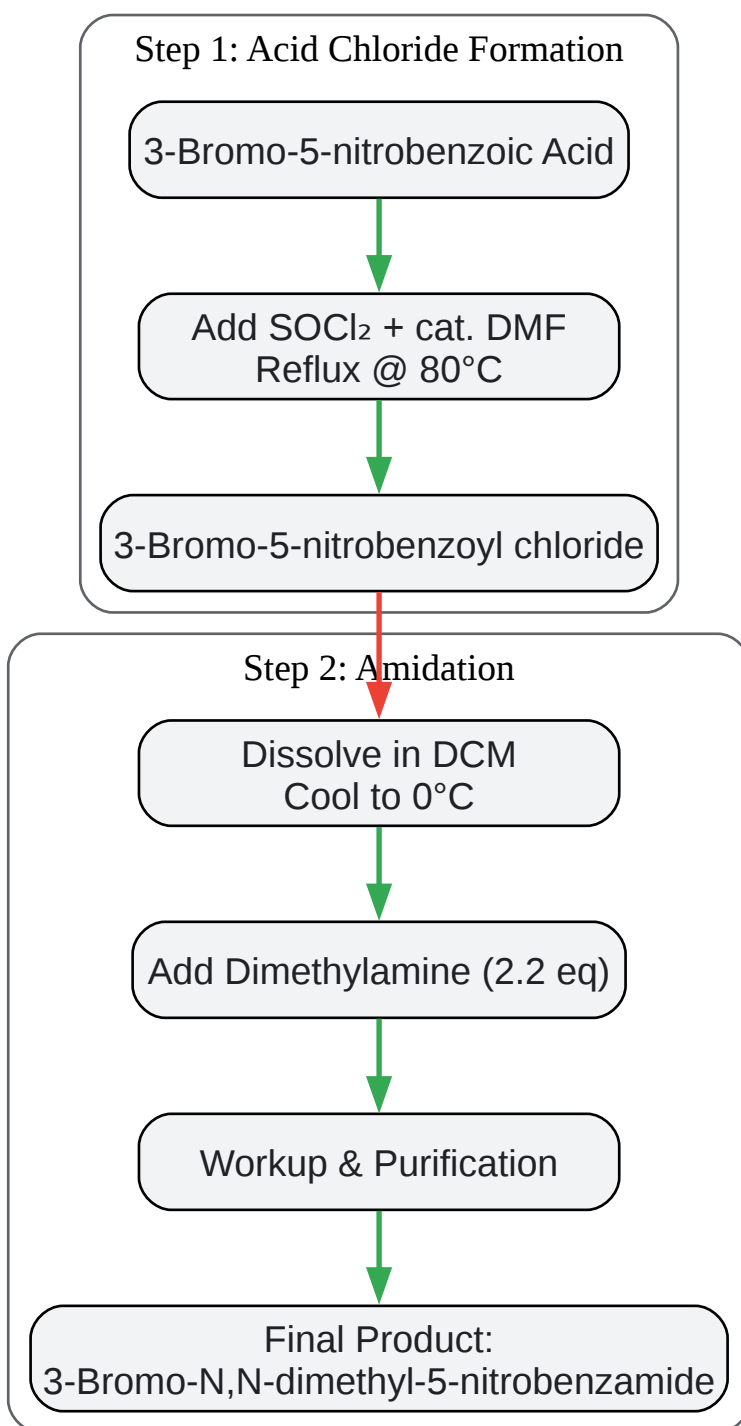 Step 1: Acid Chloride Formation
3-Bromo-5-nitrobenzoic Acid
Add SOCl₂ + cat. DMF
Reflux @ 80°C
3-Bromo-5-nitrobenzoyl chloride
Step 2: Amidation
Dissolve in DCM
Cool to 0°C
Add Dimethylamine (2.2 eq)
Workup & Purification
Final Product:
3-Bromo-N,N-dimethyl-5-nitrobenzamide